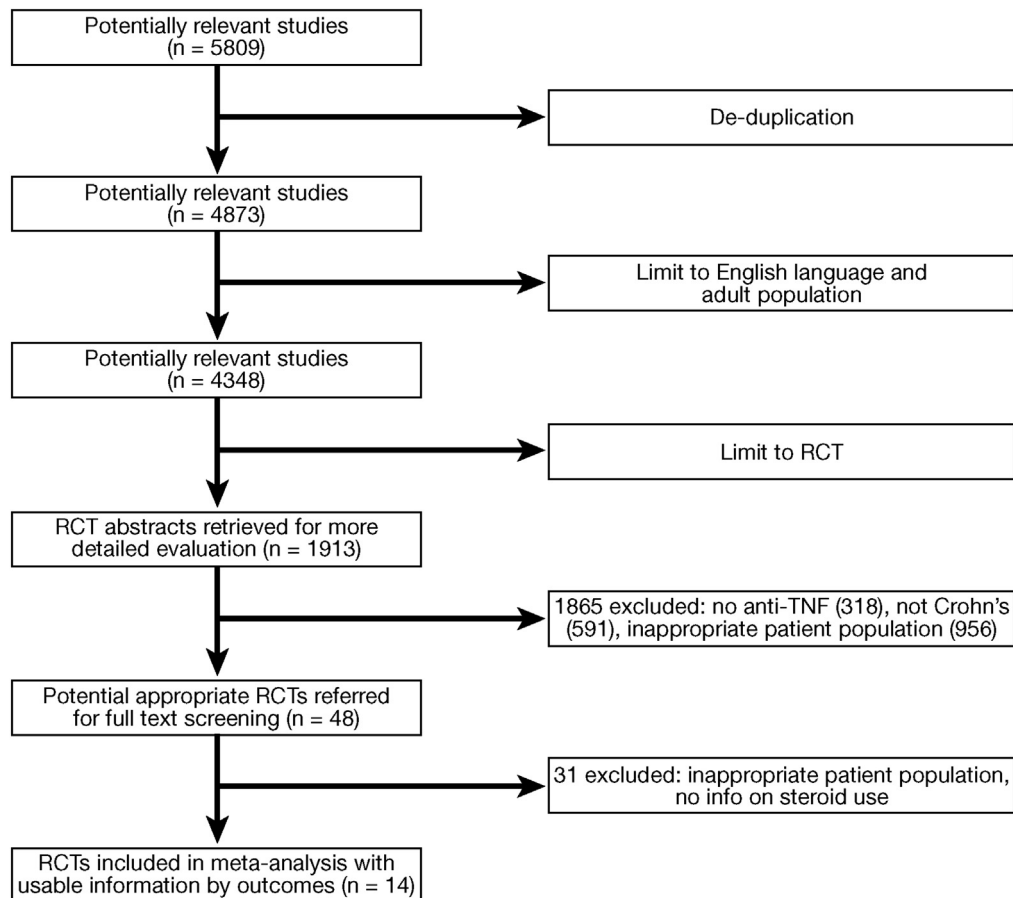 Potentially relevant studies
(n = 5809)
De-duplication
Potentially relevant studies
(n = 4873)
Limit to English language and
adult population
Potentially relevant studies
(n = 4348)
Limit to RCT
RCT abstracts retrieved for more
detailed evaluation (n = 1913)
1865 excluded: no anti-TNF (318), not Crohn's
(591), inappropriate patient population (956)
Potential appropriate RCTs referred
for full text screening (n = 48)
31 excluded: inappropriate patient population,
no info on steroid use
RCTs included in meta-analysis with
usable information by outcomes (n = 14)